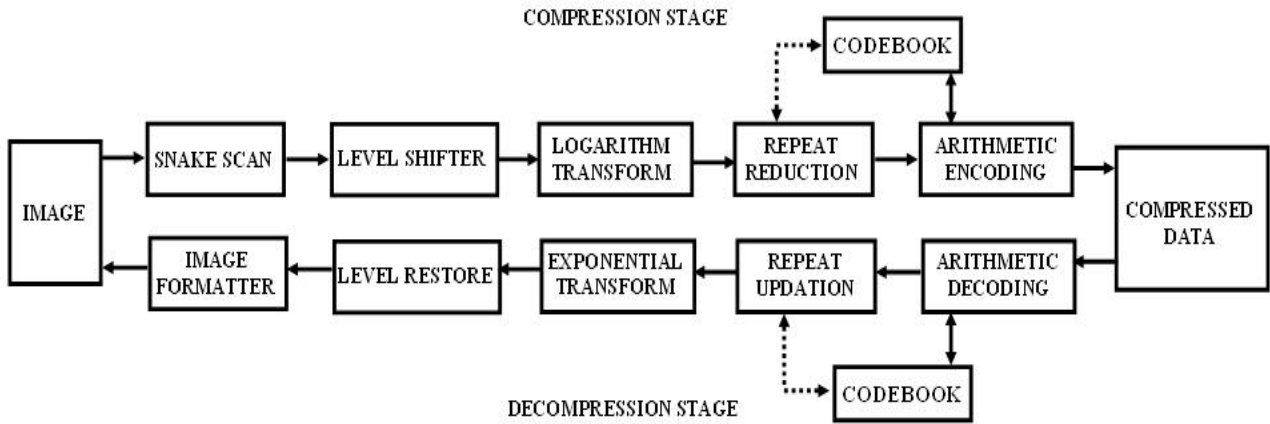 COMPRESSION STAGE
CODEBOOK
IMAGE
SNAKE SCAN
LEVEL SHIFTER
LOGARITHM
TRANSFORM
REPEAT
REDUCTION
ARITHMETIC
ENCODING
COMPRESSED
DATA
IMAGE
FORMATTER
LEVEL RESTORE
EXPONENTIAL
TRANSFORM
REPEAT
UPDATION
ARITHMETIC
DECODING
CODEBOOK
DECOMPRESSION STAGE